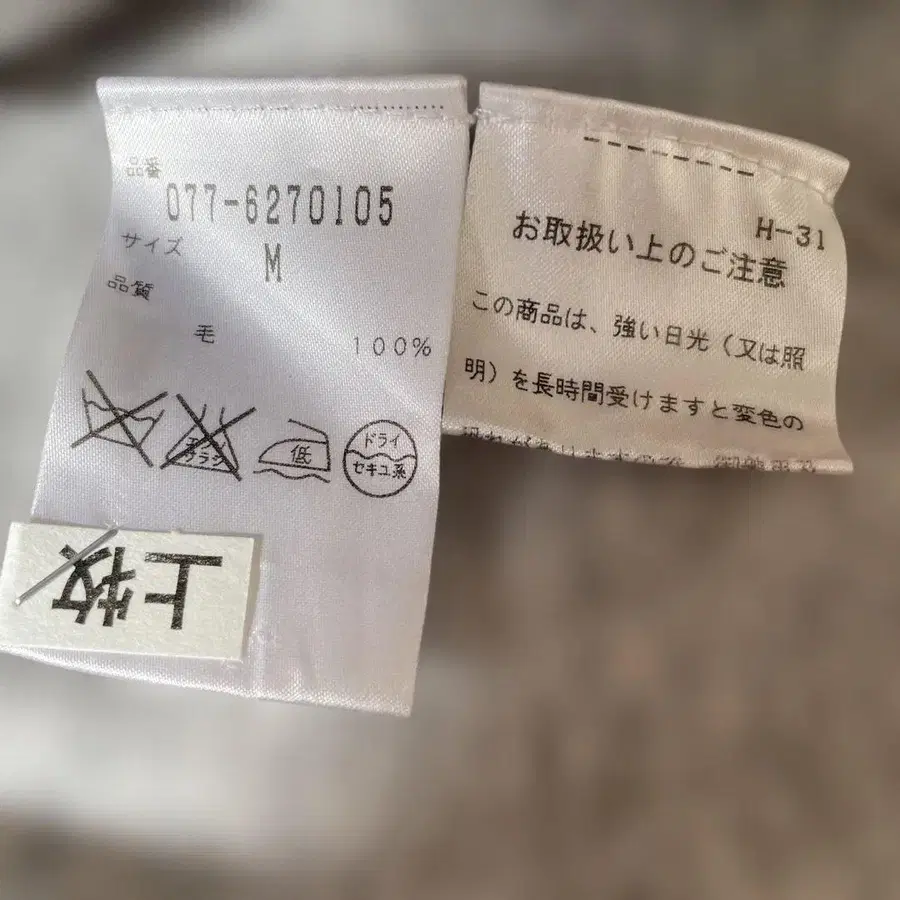 品番
077-6270105
サイズ
M
品質
毛 100%
低
ドライ
セキユ系
上牧
H-31
お取扱い上のご注意
この商品は、強い日光（又は照
明）を長時間受けますと変色の